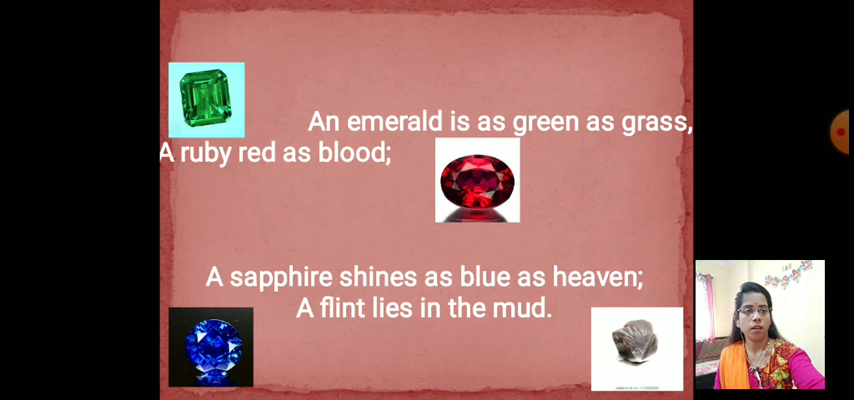 An emerald is as green as grass,
A ruby red as blood;
A sapphire shines as blue as heaven;
A flint lies in the mud.